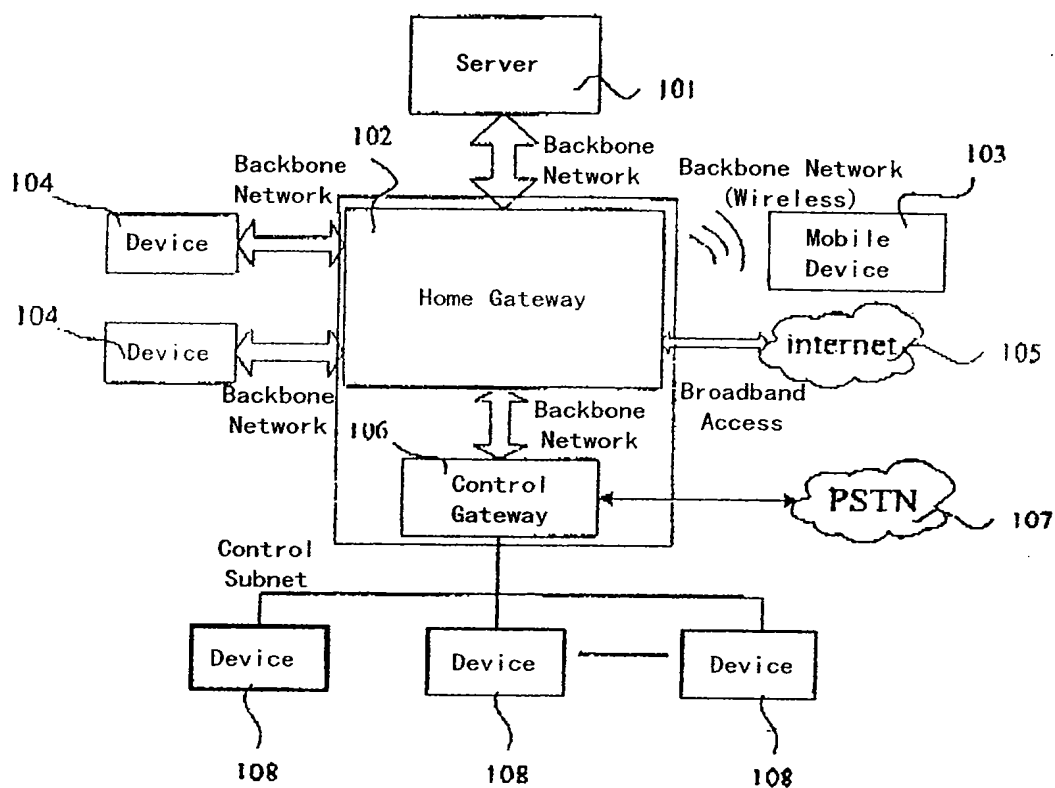 Server
101
102
Backbone
Network
Backbone
Network
Backbone Network
(Wireless)
103
104
Device
Mobile
Device
Home Gateway
104
Device
internet
105
Backbone
Network
Backbone
Network
Broadband
Access
106
Control
Gateway
PSTN
107
Control
Subnet
Device
Device
Device
108
108
108